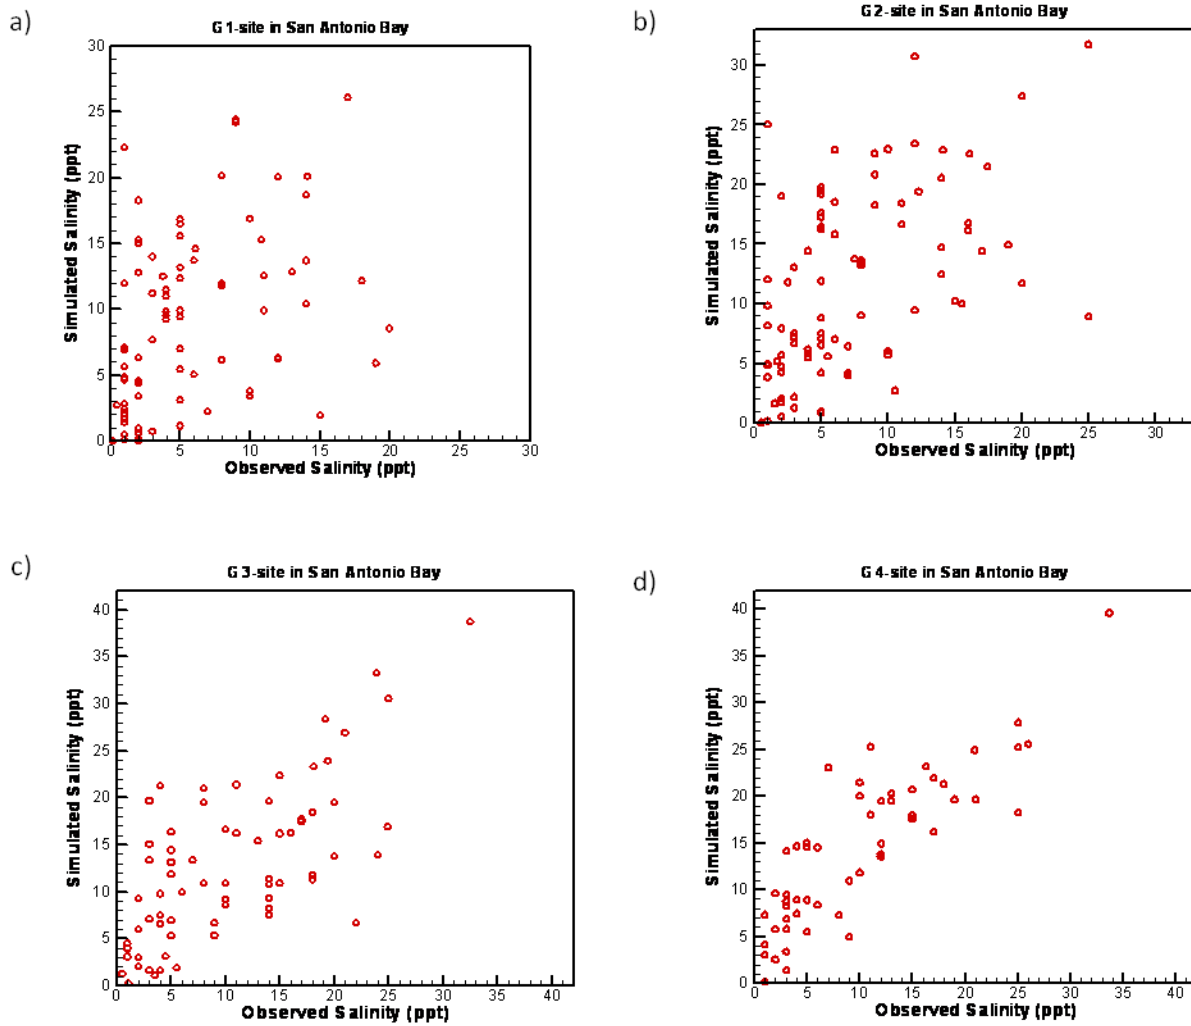 a)
G1-site in San Antonio Bay
30
25
20
15
10
5
0
0 5 10 15 20 25 30
Simulated Salinity (ppt)
Observed Salinity (ppt)
b)
G2-site in San Antonio Bay
30
25
20
15
10
5
0
0 5 10 15 20 25 30
Simulated Salinity (ppt)
Observed Salinity (ppt)
c)
G3-site in San Antonio Bay
40
35
30
25
20
15
10
5
0
0 5 10 15 20 25 30 35 40
Simulated Salinity (ppt)
Observed Salinity (ppt)
d)
G4-site in San Antonio Bay
40
35
30
25
20
15
10
5
0
0 5 10 15 20 25 30 35 40
Simulated Salinity (ppt)
Observed Salinity (ppt)